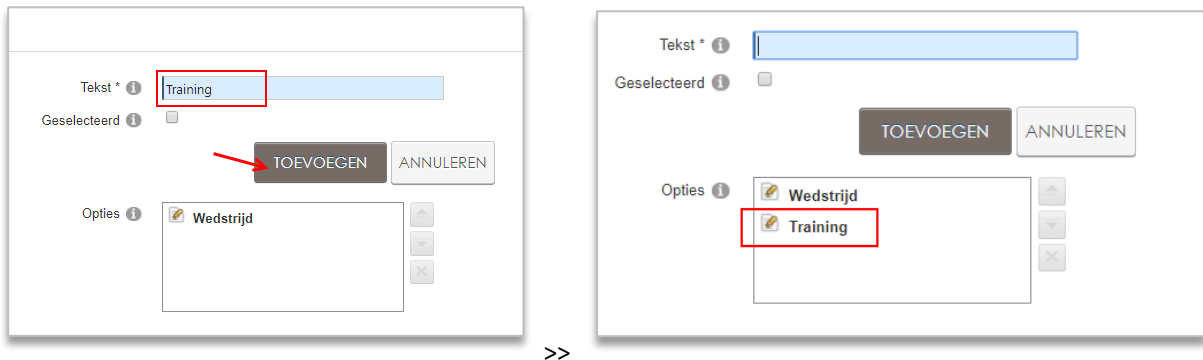 Tekst *
Training
Geselecteerd
TOEVOEGEN ANNULEREN
Opties
Wedstrijd
>>
Tekst *
Geselecteerd
TOEVOEGEN ANNULEREN
Opties
Wedstrijd
Training